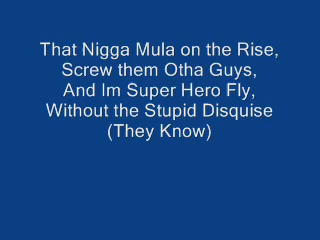 That Nigga Mula on the Rise,
Screw them Otha Guys,
And Im Super Hero Fly,
Without the Stupid Disquise
(They Know)